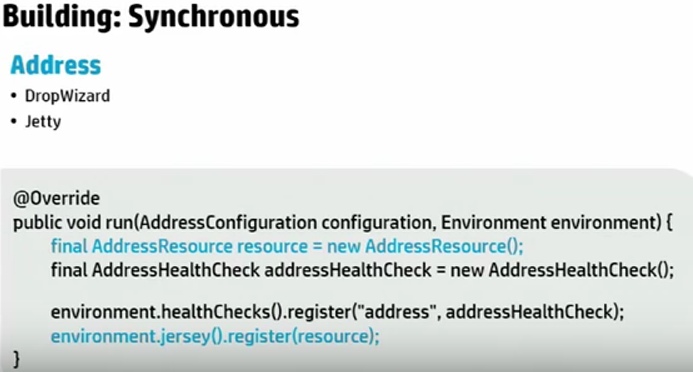 Building: Synchronous
Address
• DropWizard
• Jetty
@Override
public void run(AddressConfiguration configuration, Environment environment) {
final AddressResource resource = new AddressResource();
final AddressHealthCheck addressHealthCheck = new AddressHealthCheck();
environment.healthChecks().register("address", addressHealthCheck);
environment.jersey().register(resource);
}